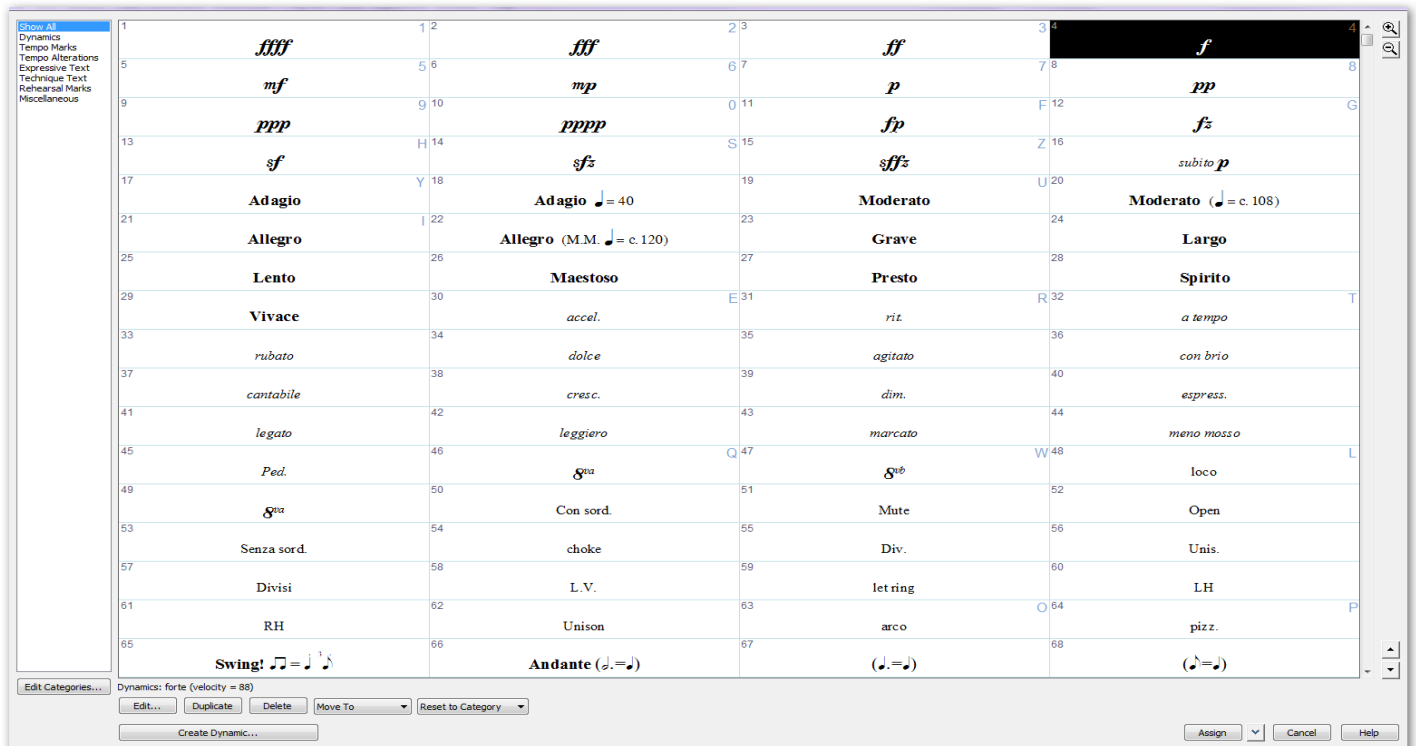 Show All
Dynamics
Tempo Marks
Tempo Alterations
Expressive Text
Technique Text
Rehearsal Marks
Miscellaneous
1 1 2 2 3 3 4 4
ffff fff ff f
5 5 6 6 7 7 8 8
mf mp p pp
9 9 10 0 11 F 12 G
ppp pppp fp fz
13 H 14 S 15 Z 16
sf sfz sffz subito p
17 Y 18 19 U 20
Adagio Adagio ♩= 40 Moderato Moderato (♩= c. 108)
21 I 22 23 24
Allegro Allegro (M.M. ♩= c. 120) Grave Largo
25 26 27 28
Lento Maestoso Presto Spirito
29 30 E 31 R 32 T
Vivace accel. rit. a tempo
33 34 35 36
rubato dolce agitato con brio
37 38 39 40
cantabile cresc. dim. espress.
41 42 43 44
legato leggiero marcato meno mosso
45 46 Q 47 W 48 L
Ped. 8va 8vb loco
49 50 51 52
8va Con sord. Mute Open
53 54 55 56
Senza sord. choke Div. Unis.
57 58 59 60
Divisi L.V. let ring LH
61 62 63 O 64 P
RH Unison arco pizz.
65 66 67 68
Swing! ♫=♩ 3 ♪ Andante (𝅗𝅥.=♩) (♩.=♩) (♪=♩)
Edit Categories...
Dynamics: forte (velocity = 88)
Edit... Duplicate Delete Move To Reset to Category
Create Dynamic... Assign Cancel Help